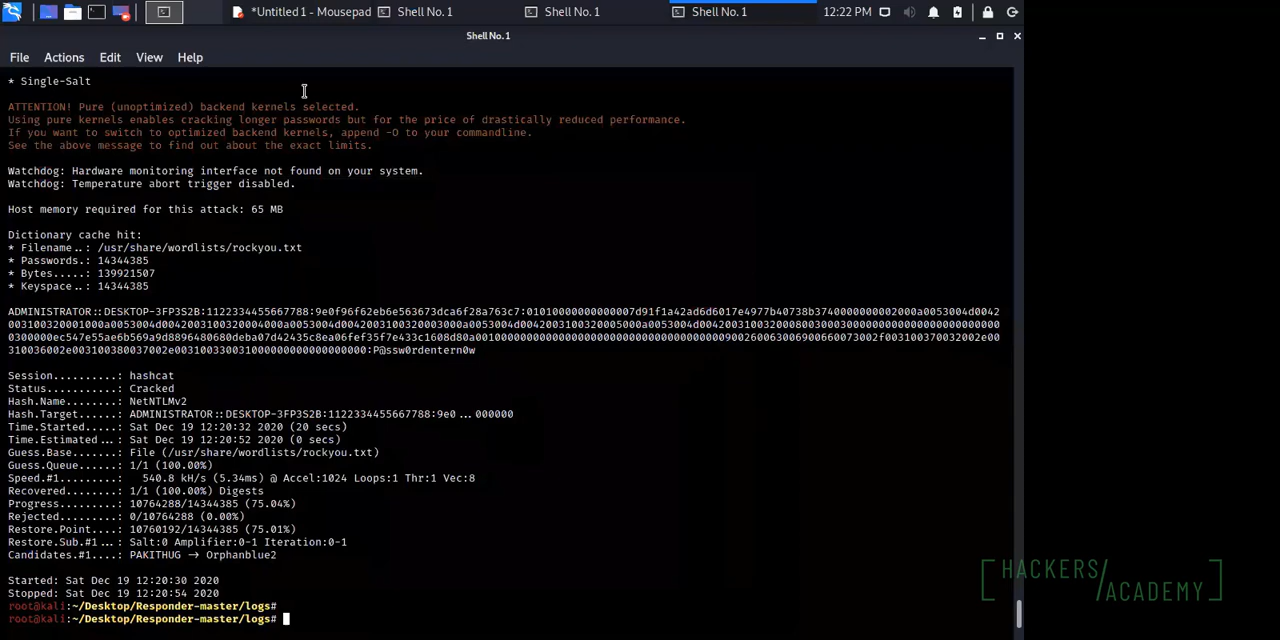 *Untitled 1 - Mousepad
Shell No. 1
Shell No. 1
Shell No. 1
12:22 PM
Shell No. 1
File Actions Edit View Help
* Single-Salt
ATTENTION! Pure (unoptimized) backend kernels selected.
Using pure kernels enables cracking longer passwords but for the price of drastically reduced performance.
If you want to switch to optimized backend kernels, append -O to your commandline.
See the above message to find out about the exact limits.
Watchdog: Hardware monitoring interface not found on your system.
Watchdog: Temperature abort trigger disabled.
Host memory required for this attack: 65 MB
Dictionary cache hit:
* Filename..: /usr/share/wordlists/rockyou.txt
* Passwords.: 14344385
* Bytes.....: 139921507
* Keyspace..: 14344385
ADMINISTRATOR::DESKTOP-3FP3S2B:1122334455667788:9e0f96f62eb6e563673dca6f28a763c7:
:P@ssw0rdentern0w
Session..........: hashcat
Status...........: Cracked
Hash.Name........: NetNTLMv2
Hash.Target......: ADMINISTRATOR::DESKTOP-3FP3S2B:1122334455667788:9e0...000000
Time.Started.....: Sat Dec 19 12:20:32 2020 (20 secs)
Time.Estimated...: Sat Dec 19 12:20:52 2020 (0 secs)
Guess.Base.......: File (/usr/share/wordlists/rockyou.txt)
Guess.Queue......: 1/1 (100.00%)
Speed.#1.........: 540.8 kH/s (5.34ms) @ Accel:1024 Loops:1 Thr:1 Vec:8
Recovered........: 1/1 (100.00%) Digests
Progress.........: 10764288/14344385 (75.04%)
Rejected.........: 0/10764288 (0.00%)
Restore.Point....: 10760192/14344385 (75.01%)
Restore.Sub.#1...: Salt:0 Amplifier:0-1 Iteration:0-1
Candidates.#1....: PAKITHUG -> Orphanblue2
Started: Sat Dec 19 12:20:30 2020
Stopped: Sat Dec 19 12:20:54 2020
root@kali:~/Desktop/Responder-master/logs#
root@kali:~/Desktop/Responder-master/logs#
[HACKERS/
ACADEMY]